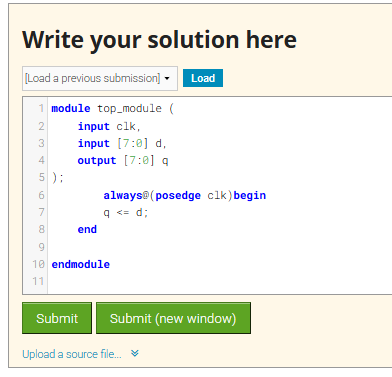 Write your solution here
[Load a previous submission] Load
1 module top_module (
2 input clk,
3 input [7:0] d,
4 output [7:0] q
5 );
6 always@(posedge clk)begin
7 q <= d;
8 end
9
10 endmodule
11
Submit Submit (new window)
Upload a source file...